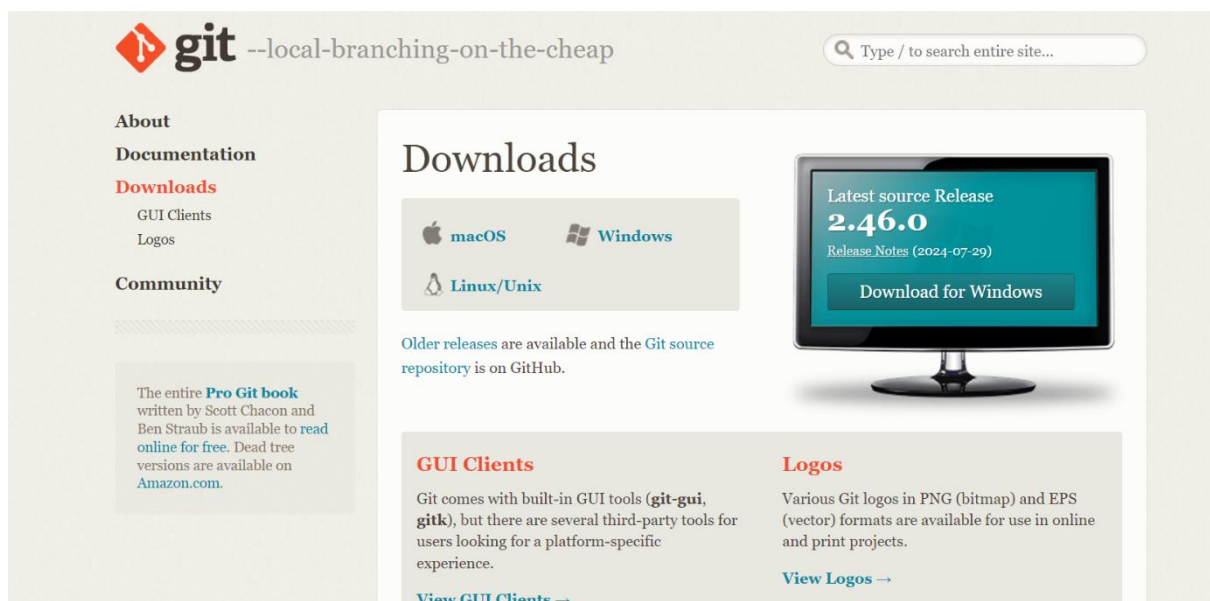 git --local-branching-on-the-cheap
Type / to search entire site...
About
Documentation
Downloads
GUI Clients
Logos
Community
The entire Pro Git book
written by Scott Chacon and
Ben Straub is available to read
online for free. Dead tree
versions are available on
Amazon.com.
Downloads
macOS
Windows
Linux/Unix
Older releases are available and the Git source
repository is on GitHub.
Latest source Release
2.46.0
Release Notes (2024-07-29)
Download for Windows
GUI Clients
Git comes with built-in GUI tools (git-gui,
gitk), but there are several third-party tools for
users looking for a platform-specific
experience.
View GUI Clients →
Logos
Various Git logos in PNG (bitmap) and EPS
(vector) formats are available for use in online
and print projects.
View Logos →